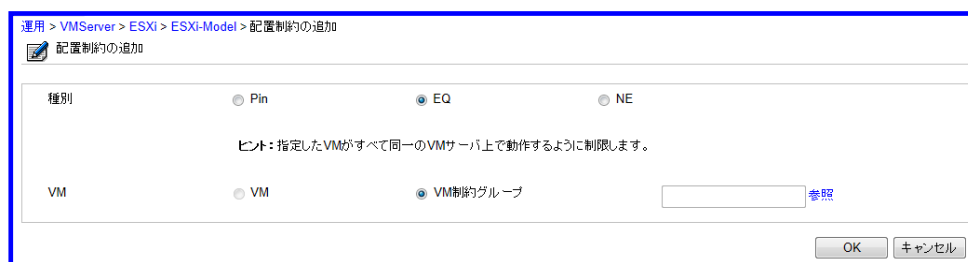 運用 > VMServer > ESXi > ESXi-Model > 配置制約の追加
配置制約の追加
種別 Pin EQ NE
ヒント：指定したVMがすべて同一のVMサーバ上で動作するように制限します。
VM VM VM制約グループ 参照
OK キャンセル